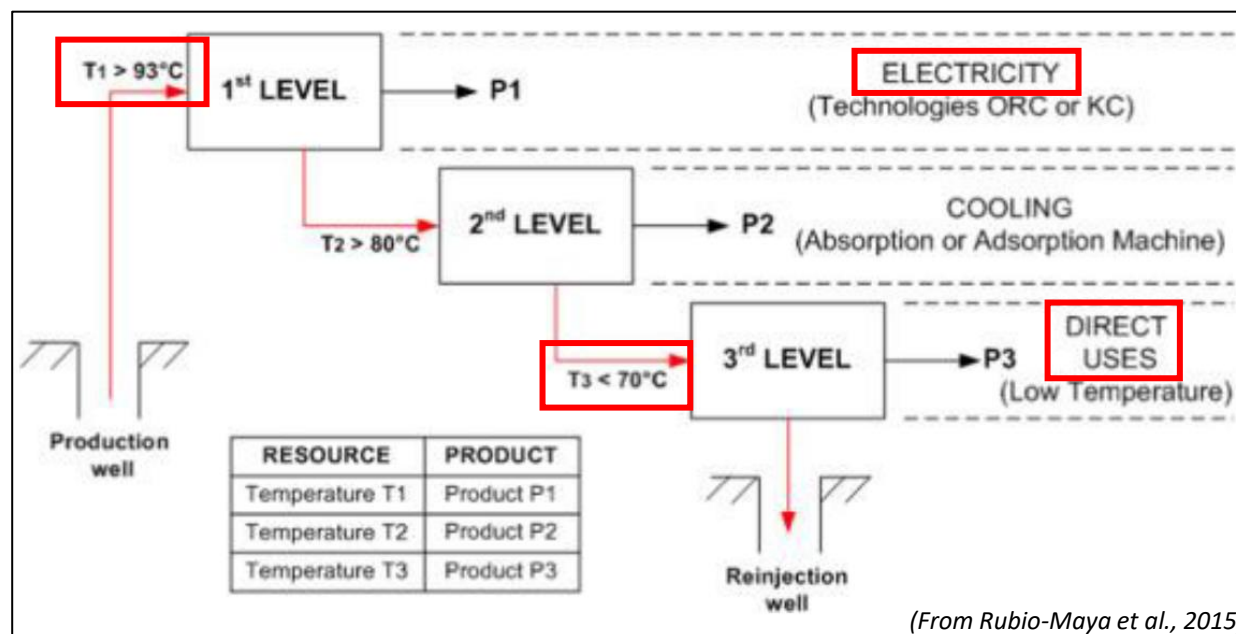 T1 > 93°C
1st LEVEL
P1
ELECTRICITY
(Technologies ORC or KC)
T2 > 80°C
2nd LEVEL
P2
COOLING
(Absorption or Adsorption Machine)
T3 < 70°C
3rd LEVEL
P3
DIRECT
USES
(Low Temperature)
Production
well
RESOURCE PRODUCT
Temperature T1 Product P1
Temperature T2 Product P2
Temperature T3 Product P3
Reinjection
well
(From Rubio-Maya et al., 2015